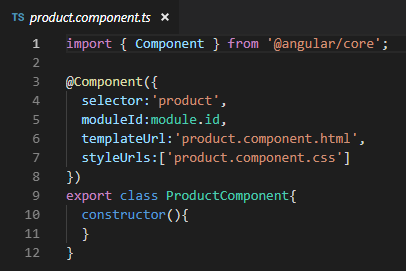 TS product.component.ts ×
1 import { Component } from '@angular/core';
2
3 @Component({
4   selector:'product',
5   moduleId:module.id,
6   templateUrl:'product.component.html',
7   styleUrls:['product.component.css']
8 })
9 export class ProductComponent{
10   constructor(){
11   }
12 }